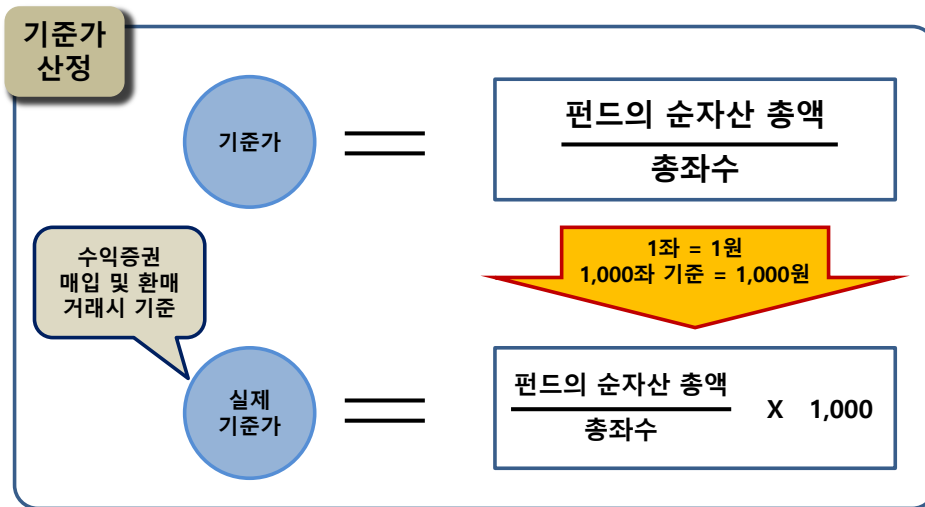 기준가
산정
기준가
펀드의 순자산 총액
총좌수
수익증권
매입 및 환매
거래시 기준
1좌 = 1원
1,000좌 기준 = 1,000원
실제
기준가
펀드의 순자산 총액
총좌수
X 1,000